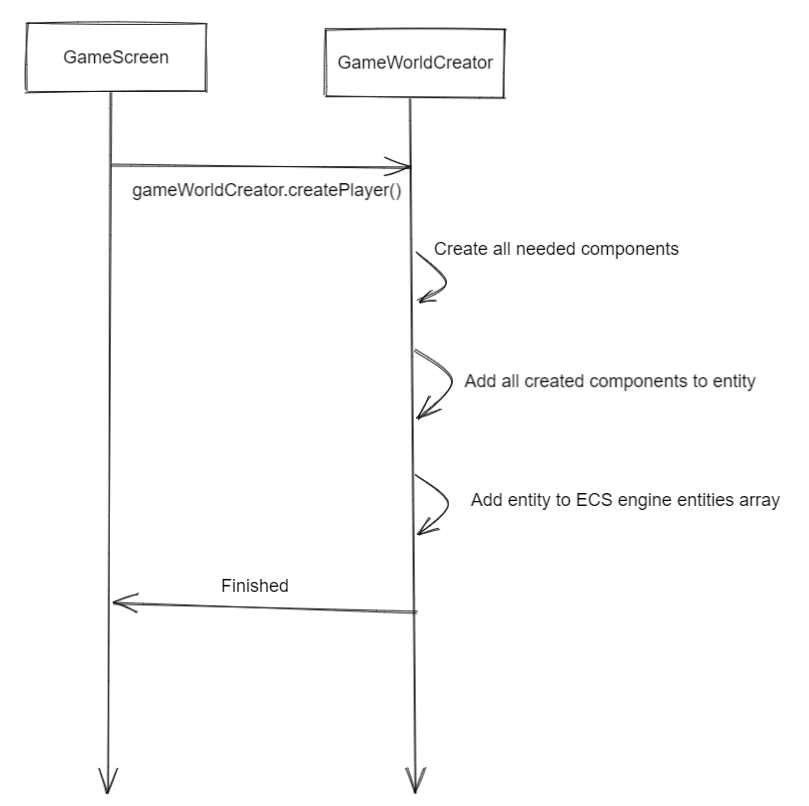 GameScreen
GameWorldCreator
gameWorldCreator.createPlayer()
Create all needed components
Add all created components to entity
Add entity to ECS engine entities array
Finished